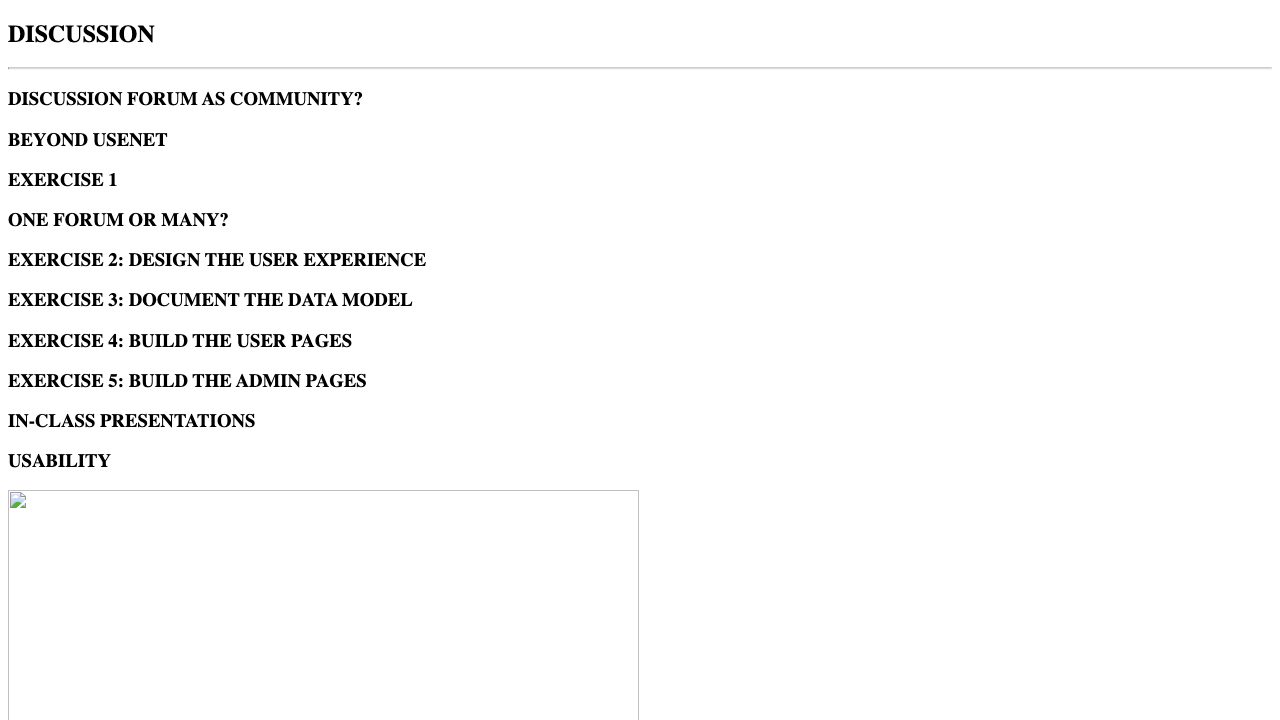 DISCUSSION
DISCUSSION FORUM AS COMMUNITY?
BEYOND USENET
EXERCISE 1
ONE FORUM OR MANY?
EXERCISE 2: DESIGN THE USER EXPERIENCE
EXERCISE 3: DOCUMENT THE DATA MODEL
EXERCISE 4: BUILD THE USER PAGES
EXERCISE 5: BUILD THE ADMIN PAGES
IN-CLASS PRESENTATIONS
USABILITY